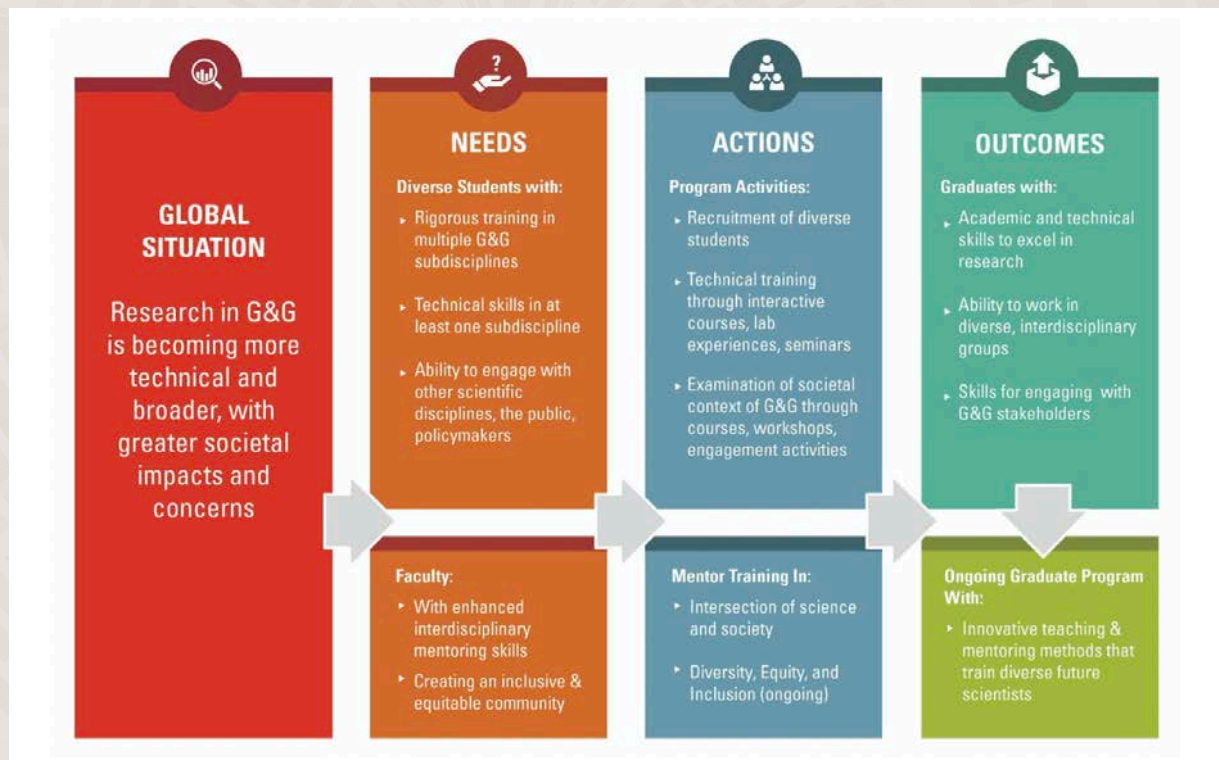 GLOBAL
SITUATION
Research in G&G
is becoming more
technical and
broader, with
greater societal
impacts and
concerns
?
NEEDS
Diverse Students with:
▸ Rigorous training in
multiple G&G
subdisciplines
▸ Technical skills in at
least one subdiscipline
▸ Ability to engage with
other scientific
disciplines, the public,
policymakers
Faculty:
▸ With enhanced
interdisciplinary
mentoring skills
▸ Creating an inclusive &
equitable community
ACTIONS
Program Activities:
▸ Recruitment of diverse
students
▸ Technical training
through interactive
courses, lab
experiences, seminars
▸ Examination of societal
context of G&G through
courses, workshops,
engagement activities
Mentor Training In:
▸ Intersection of science
and society
▸ Diversity, Equity, and
Inclusion (ongoing)
OUTCOMES
Graduates with:
▸ Academic and technical
skills to excel in
research
▸ Ability to work in
diverse, interdisciplinary
groups
▸ Skills for engaging with
G&G stakeholders
Ongoing Graduate Program
With:
▸ Innovative teaching &
mentoring methods that
train diverse future
scientists